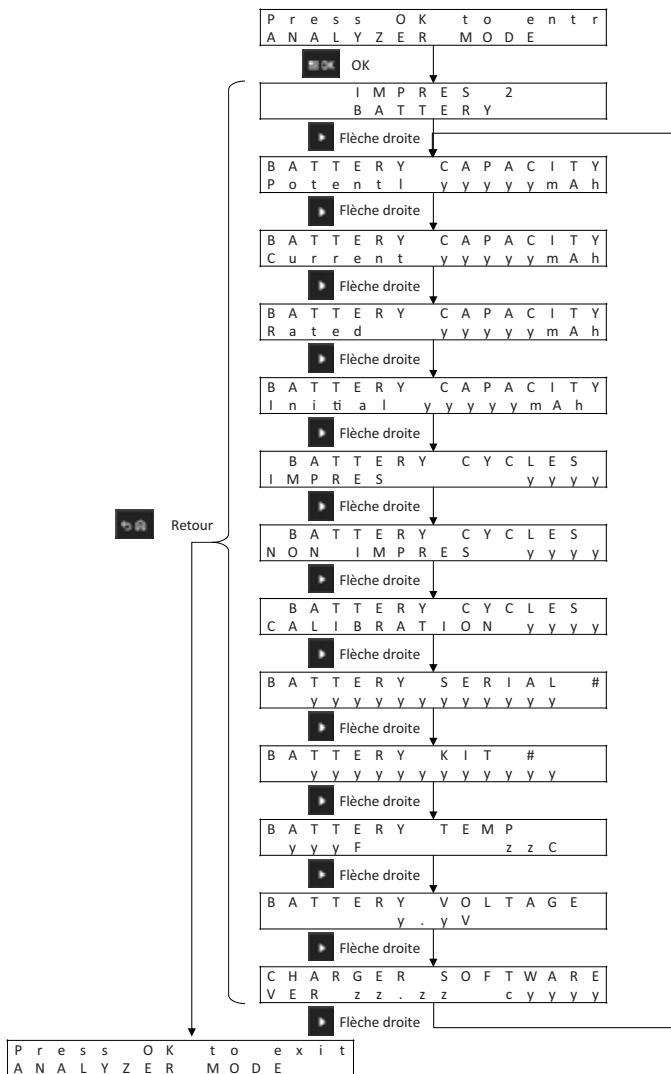 Press OK to entr
ANALYZER MODE
OK OK
IMPRES 2
BATTERY
Flèche droite
BATTERY CAPACITY
Potentl yyyyymAh
Flèche droite
BATTERY CAPACITY
Current yyyyymAh
Flèche droite
BATTERY CAPACITY
Rated yyyyymAh
Flèche droite
BATTERY CAPACITY
Initial yyyyymAh
Flèche droite
BATTERY CYCLES
IMPRES yyyy
Flèche droite
Retour
BATTERY CYCLES
NON IMPRES yyyy
Flèche droite
BATTERY CYCLES
CALIBRATION yyyy
Flèche droite
BATTERY SERIAL #
yyyyyyyyyyyy
Flèche droite
BATTERY KIT #
yyyyyyyyyyyy
Flèche droite
BATTERY TEMP
yyyF zzC
Flèche droite
BATTERY VOLTAGE
y.yV
Flèche droite
CHARGER SOFTWARE
VER zz.zz cyyyy
Flèche droite
Press OK to exit
ANALYZER MODE